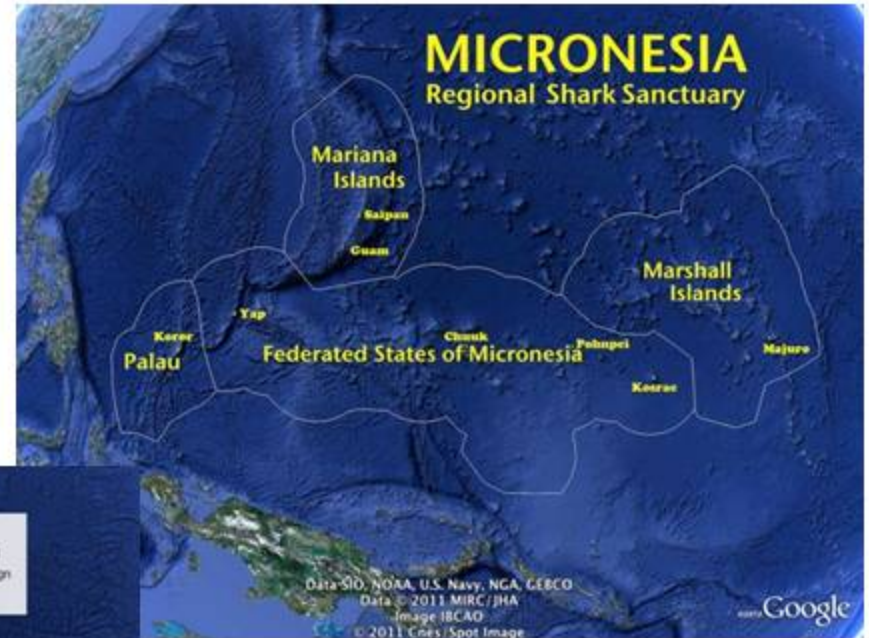 MICRONESIA
Regional Shark Sanctuary
Mariana
Islands
Saipan
Guam
Marshall
Islands
Yap
Koror
Palau
Chuuk
Federated States of Micronesia
Pohnpei
Majuro
Kosrae
Data SIO, NOAA, U.S. Navy, NGA, GEBCO
Data © 2011 MIRC/JHA
Image IBCAO
© 2011 Cnes/Spot Image
Google